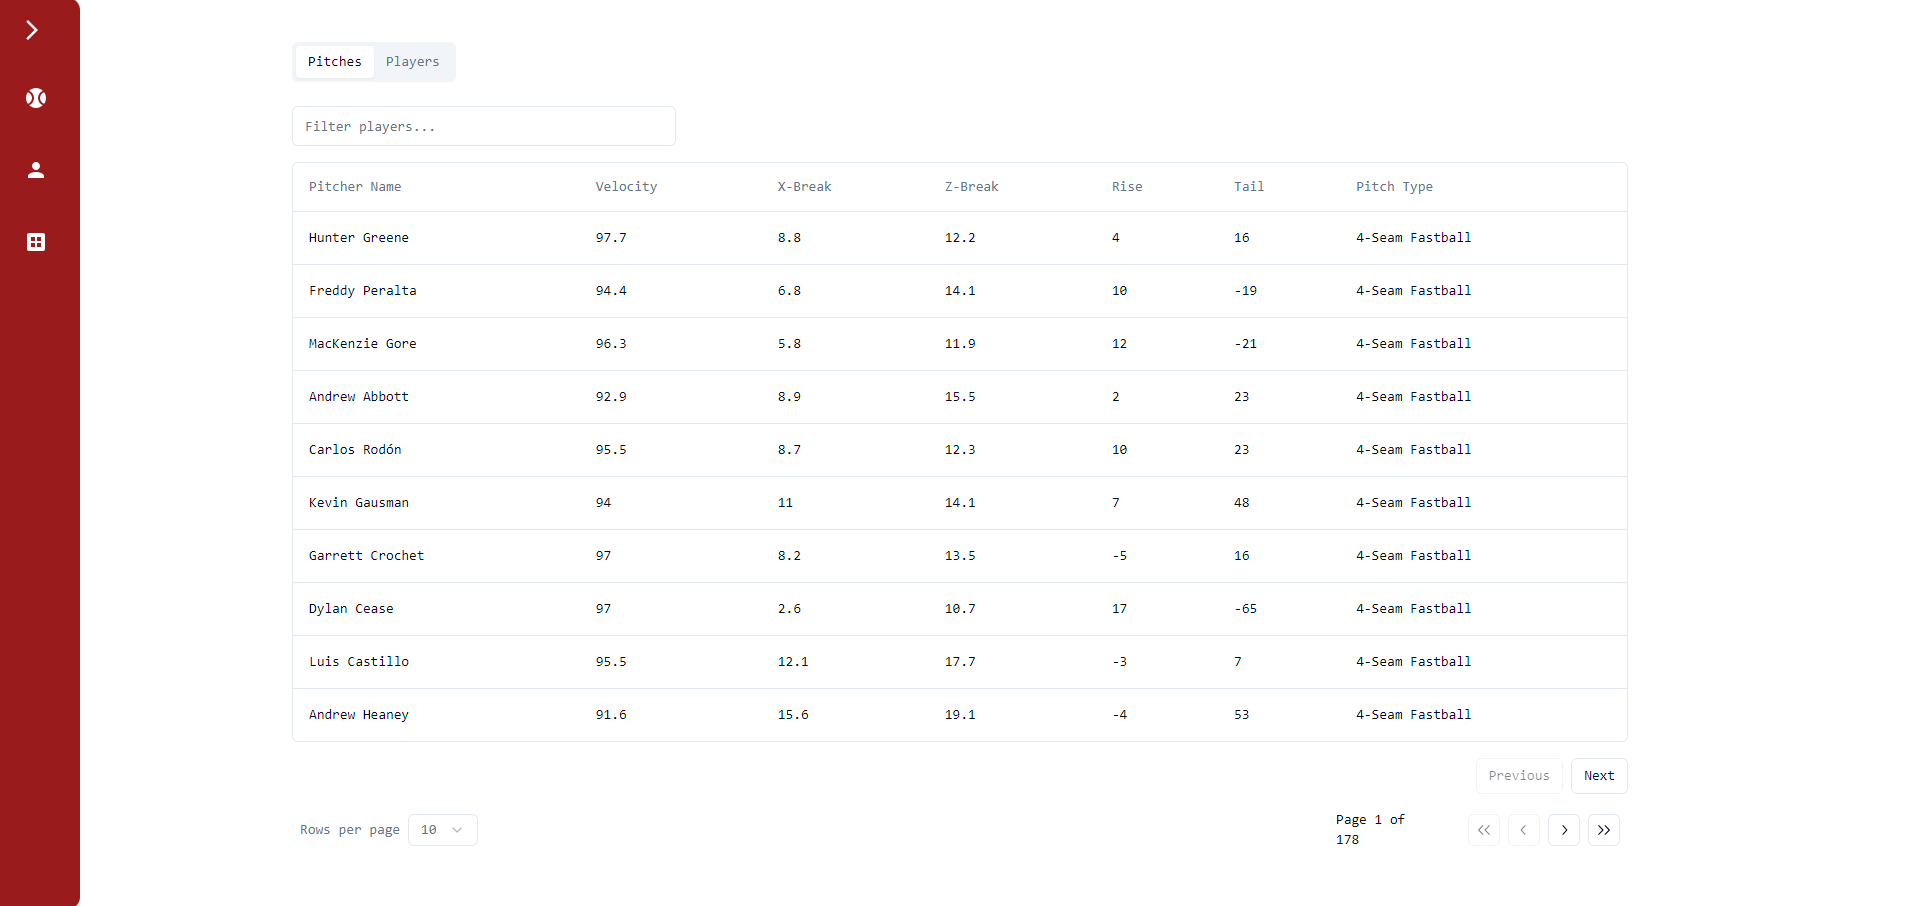 Pitches Players
Filter players...
Pitcher Name Velocity X-Break Z-Break Rise Tail Pitch Type
Hunter Greene 97.7 8.8 12.2 4 16 4-Seam Fastball
Freddy Peralta 94.4 6.8 14.1 10 -19 4-Seam Fastball
MacKenzie Gore 96.3 5.8 11.9 12 -21 4-Seam Fastball
Andrew Abbott 92.9 8.9 15.5 2 23 4-Seam Fastball
Carlos Rodón 95.5 8.7 12.3 10 23 4-Seam Fastball
Kevin Gausman 94 11 14.1 7 48 4-Seam Fastball
Garrett Crochet 97 8.2 13.5 -5 16 4-Seam Fastball
Dylan Cease 97 2.6 10.7 17 -65 4-Seam Fastball
Luis Castillo 95.5 12.1 17.7 -3 7 4-Seam Fastball
Andrew Heaney 91.6 15.6 19.1 -4 53 4-Seam Fastball
Previous Next
Rows per page 10 Page 1 of
178